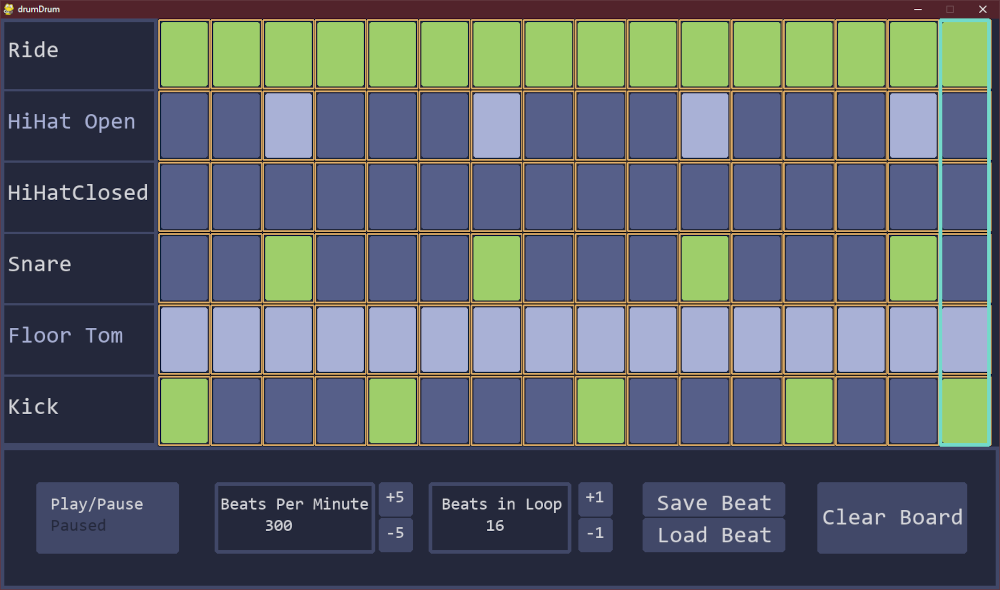 drumDrum
Ride
HiHat Open
HiHatClosed
Snare
Floor Tom
Kick
Play/Pause
Paused
Beats Per Minute
300
+5
-5
Beats in Loop
16
+1
-1
Save Beat
Load Beat
Clear Board